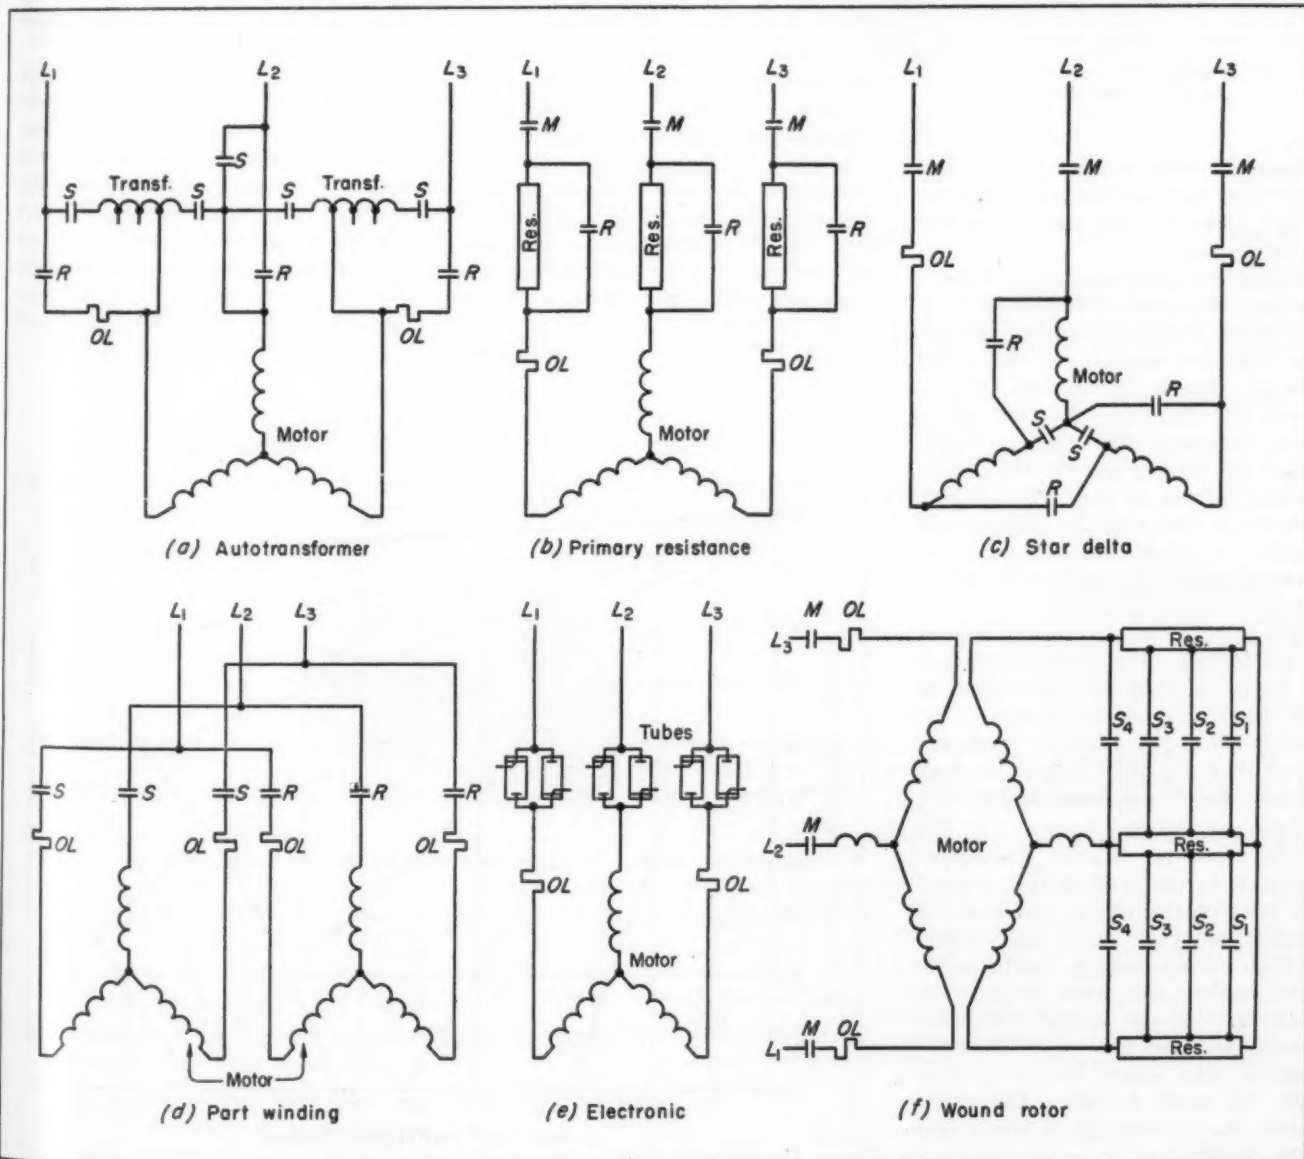 L1 L2 L3
S
S Transf. S S Transf. S
R R R
OL OL
Motor
(a) Autotransformer
L1 L2 L3
M M M
Res. R Res. R Res. R
OL OL
Motor
(b) Primary resistance
L1 L2 L3
M M M
OL OL
R
Motor
R
S S
R
(c) Star delta
L1 L2 L3
S S S R R R
OL OL OL OL
Motor
(d) Part winding
L1 L2 L3
Tubes
OL OL
Motor
(e) Electronic
M OL
L3 Res.
S4 S3 S2 S1
M
L2 Motor Res.
S4 S3 S2 S1
M OL
L1 Res.
(f) Wound rotor